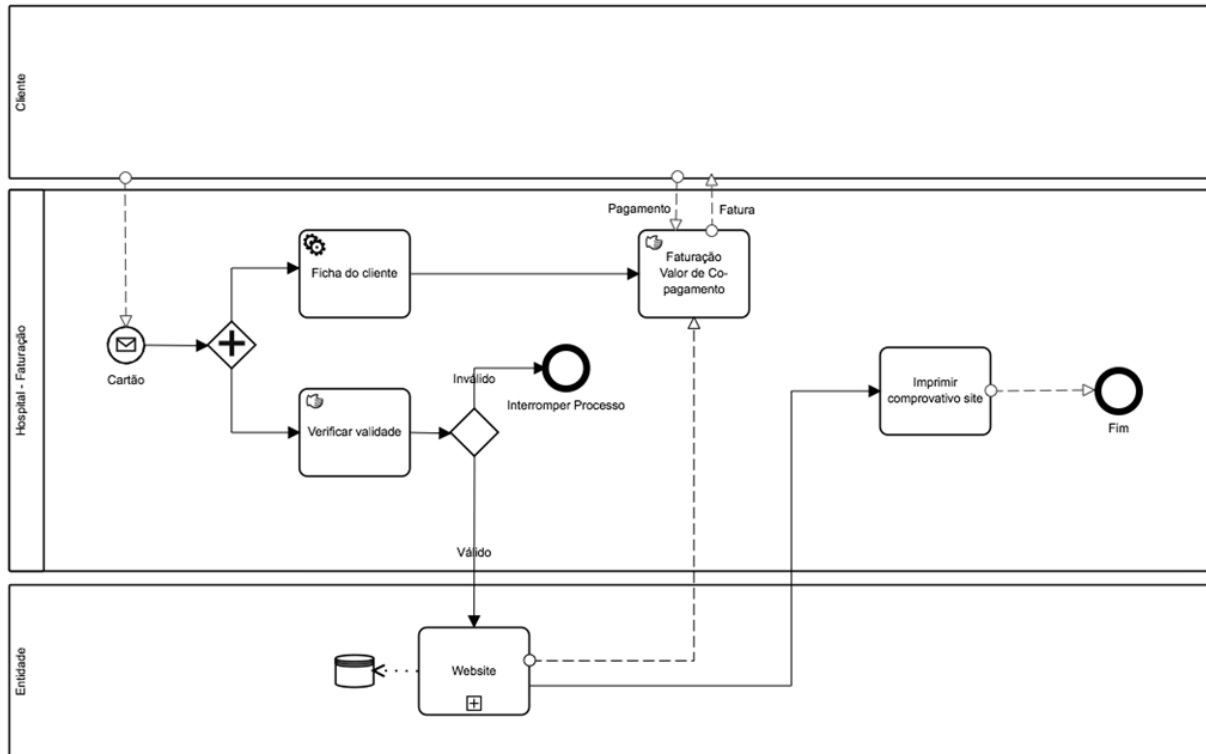 Cliente
Pagamento
Fatura
Faturação
Valor de Co-
pagamento
Ficha do cliente
Hospital - Faturação
Cartão
Inválido
Interromper Processo
Verificar validade
Imprimir
comprovativo site
Fim
Válido
Entidade
Website